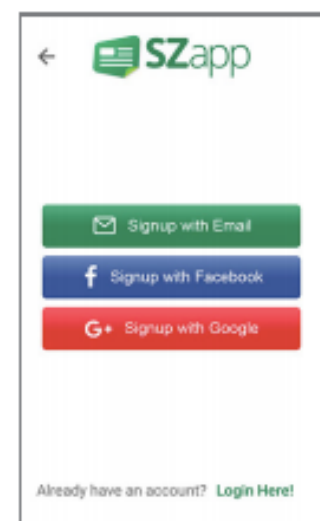 SZapp
Signup with Email
f Signup with Facebook
G+ Signup with Google
Already have an account? Login Here!